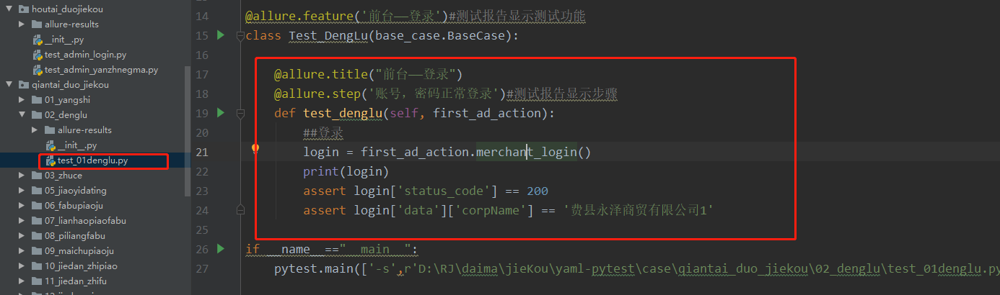 houtai_duojiekou
allure-results
__init__.py
test_admin_login.py
test_admin_yanzhnegma.py
qiantai_duo_jiekou
01_yangshi
02_denglu
allure-results
__init__.py
test_01denglu.py
03_zhuce
05_jiaoyidating
06_fabupiaoju
07_lianhaopiaofabu
08_piliangfabu
09_maichupiaoju
10_jiedan_zhipiao
11_jiedan_zhifu
14 @allure.feature('前台——登录')#测试报告显示测试功能
15 class Test_DengLu(base_case.BaseCase):
16
17 @allure.title("前台——登录")
18 @allure.step('账号，密码正常登录')#测试报告显示步骤
19 def test_denglu(self, first_ad_action):
20 ##登录
21 login = first_ad_action.merchant_login()
22 print(login)
23 assert login['status_code'] == 200
24 assert login['data']['corpName'] == '费县永泽商贸有限公司1'
25
26 if __name__=="__main__":
27 pytest.main(['-s',r'D:\RJ\daima\jieKou\yaml-pytest\case\qiantai_duo_jiekou\02_denglu\test_01denglu.py